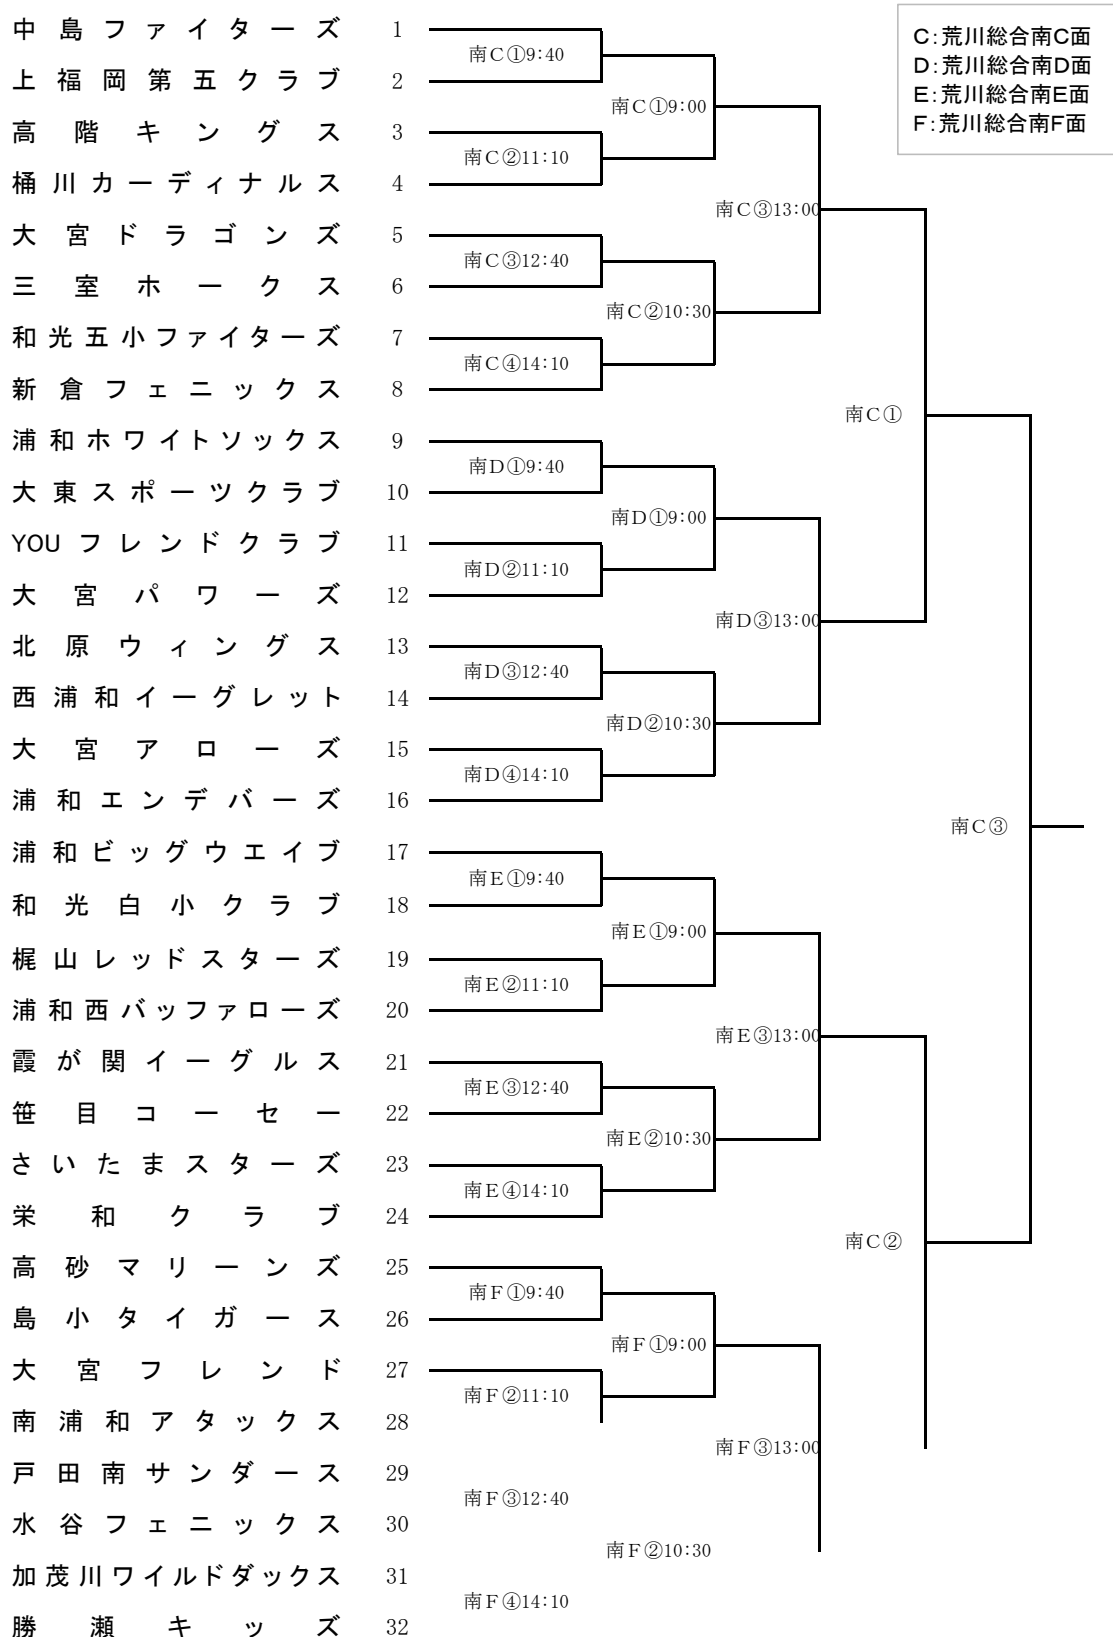 C:荒川総合南C面
D:荒川総合南D面
E:荒川総合南E面
F:荒川総合南F面
中島ファイターズ 1
南C①9:40
上福岡第五クラブ 2
南C①9:00
高階キングス 3
南C②11:10
桶川カーディナルス 4
南C③13:00
大宮ドラゴンズ 5
南C③12:40
三室ホークス 6
南C②10:30
和光五小ファイターズ 7
南C④14:10
新倉フェニックス 8
南C①
浦和ホワイトソックス 9
南D①9:40
大東スポーツクラブ 10
南D①9:00
YOUフレンドクラブ 11
南D②11:10
大宮パワーズ 12
南D③13:00
北原ウィングス 13
南D③12:40
西浦和イーグレット 14
南D②10:30
大宮アローズ 15
南D④14:10
浦和エンデバーズ 16
南C③
浦和ビッグウエイブ 17
南E①9:40
和光白小クラブ 18
南E①9:00
梶山レッドスターズ 19
南E②11:10
浦和西バッファローズ 20
南E③13:00
霞が関イーグルス 21
南E③12:40
笹目コーセー 22
南E②10:30
さいたまスターズ 23
南E④14:10
栄和クラブ 24
南C②
高砂マリーンズ 25
南F①9:40
島小タイガース 26
南F①9:00
大宮フレンド 27
南F②11:10
南浦和アタックス 28
南F③13:00
戸田南サンダース 29
南F③12:40
水谷フェニックス 30
南F②10:30
加茂川ワイルドダックス 31
南F④14:10
勝瀬キッズ 32